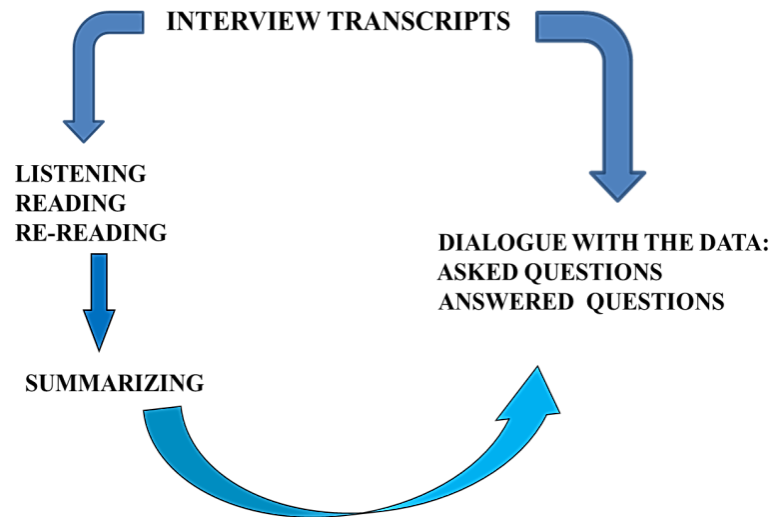 INTERVIEW TRANSCRIPTS
LISTENING
READING
RE-READING
SUMMARIZING
DIALOGUE WITH THE DATA:
ASKED QUESTIONS
ANSWERED QUESTIONS